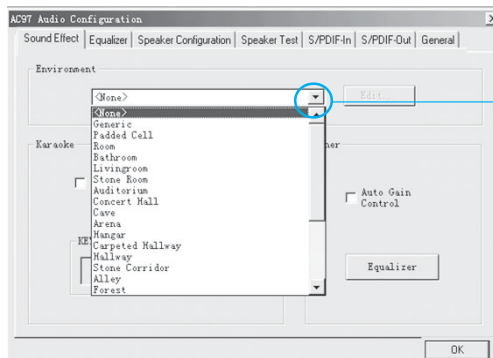 AC97 Audio Configuration
Sound Effect Equalizer Speaker Configuration Speaker Test S/PDIF-In S/PDIF-Out General
Environment
<None>
Edit
<None>
Generic
Padded Cell
Karaoke
Room
Bathroom
Livingroom
Stone Room
Auditorium
Auto Gain
Control
Concert Hall
Cave
Arena
Hangar
KE
Carpeted Hallway
Hallway
Stone Corridor
Equalizer
Alley
Forest
OK